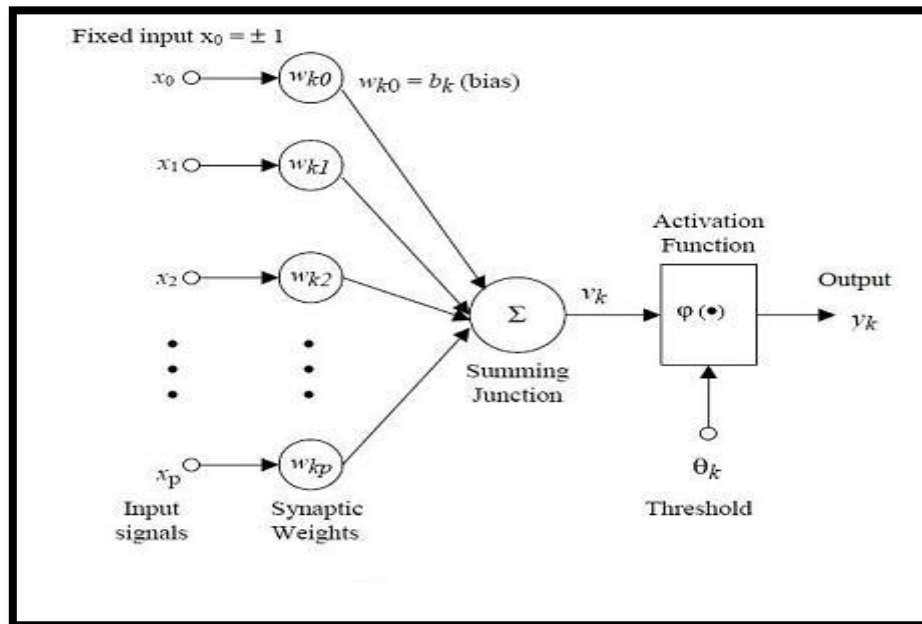 Fixed input x₀ = ± 1
x₀
w_k0
w_k0 = b_k (bias)
x₁
w_k1
Activation
Function
x₂
w_k2
Σ
v_k
φ (•)
Output
y_k
Summing
Junction
x_p
w_kp
θ_k
Input
signals
Synaptic
Weights
Threshold